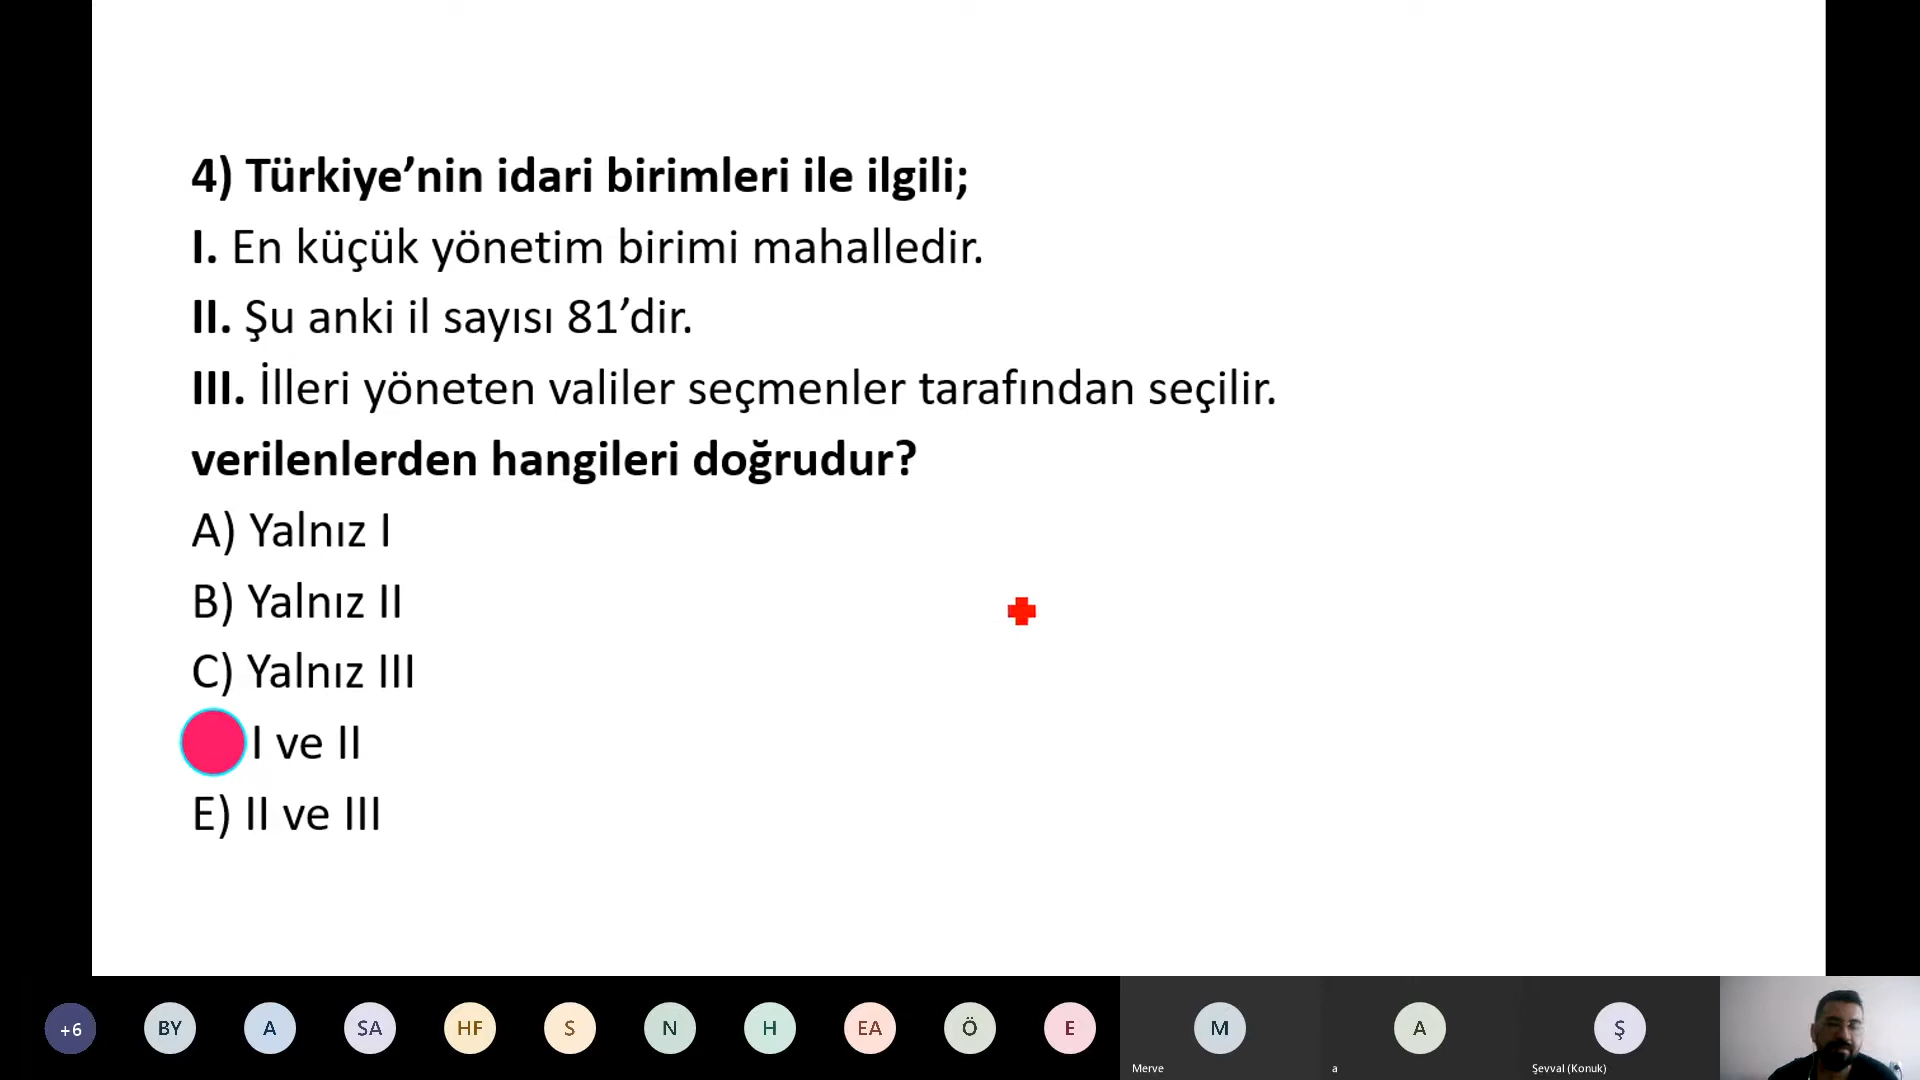 4) Türkiye’nin idari birimleri ile ilgili;
I. En küçük yönetim birimi mahalledir.
II. Şu anki il sayısı 81’dir.
III. İlleri yöneten valiler seçmenler tarafından seçilir.
verilenlerden hangileri doğrudur?
A) Yalnız I
B) Yalnız II
C) Yalnız III
I ve II
E) II ve III
+6 BY A SA HF S N H EA Ö E M A Ş
Merve a Şevval (Konuk)